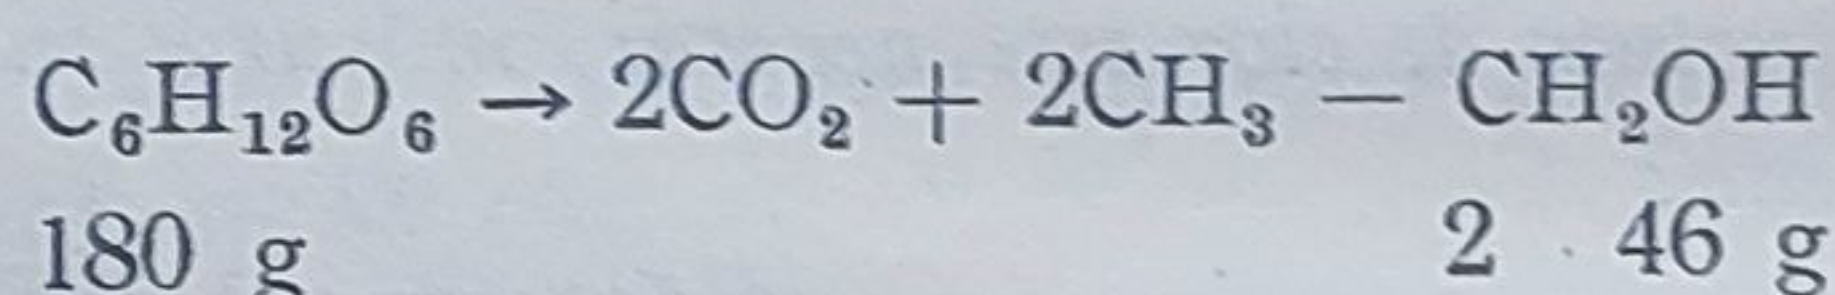 C₆H₁₂O₆ → 2CO₂ + 2CH₃ — CH₂OH
180 g 2 · 46 g